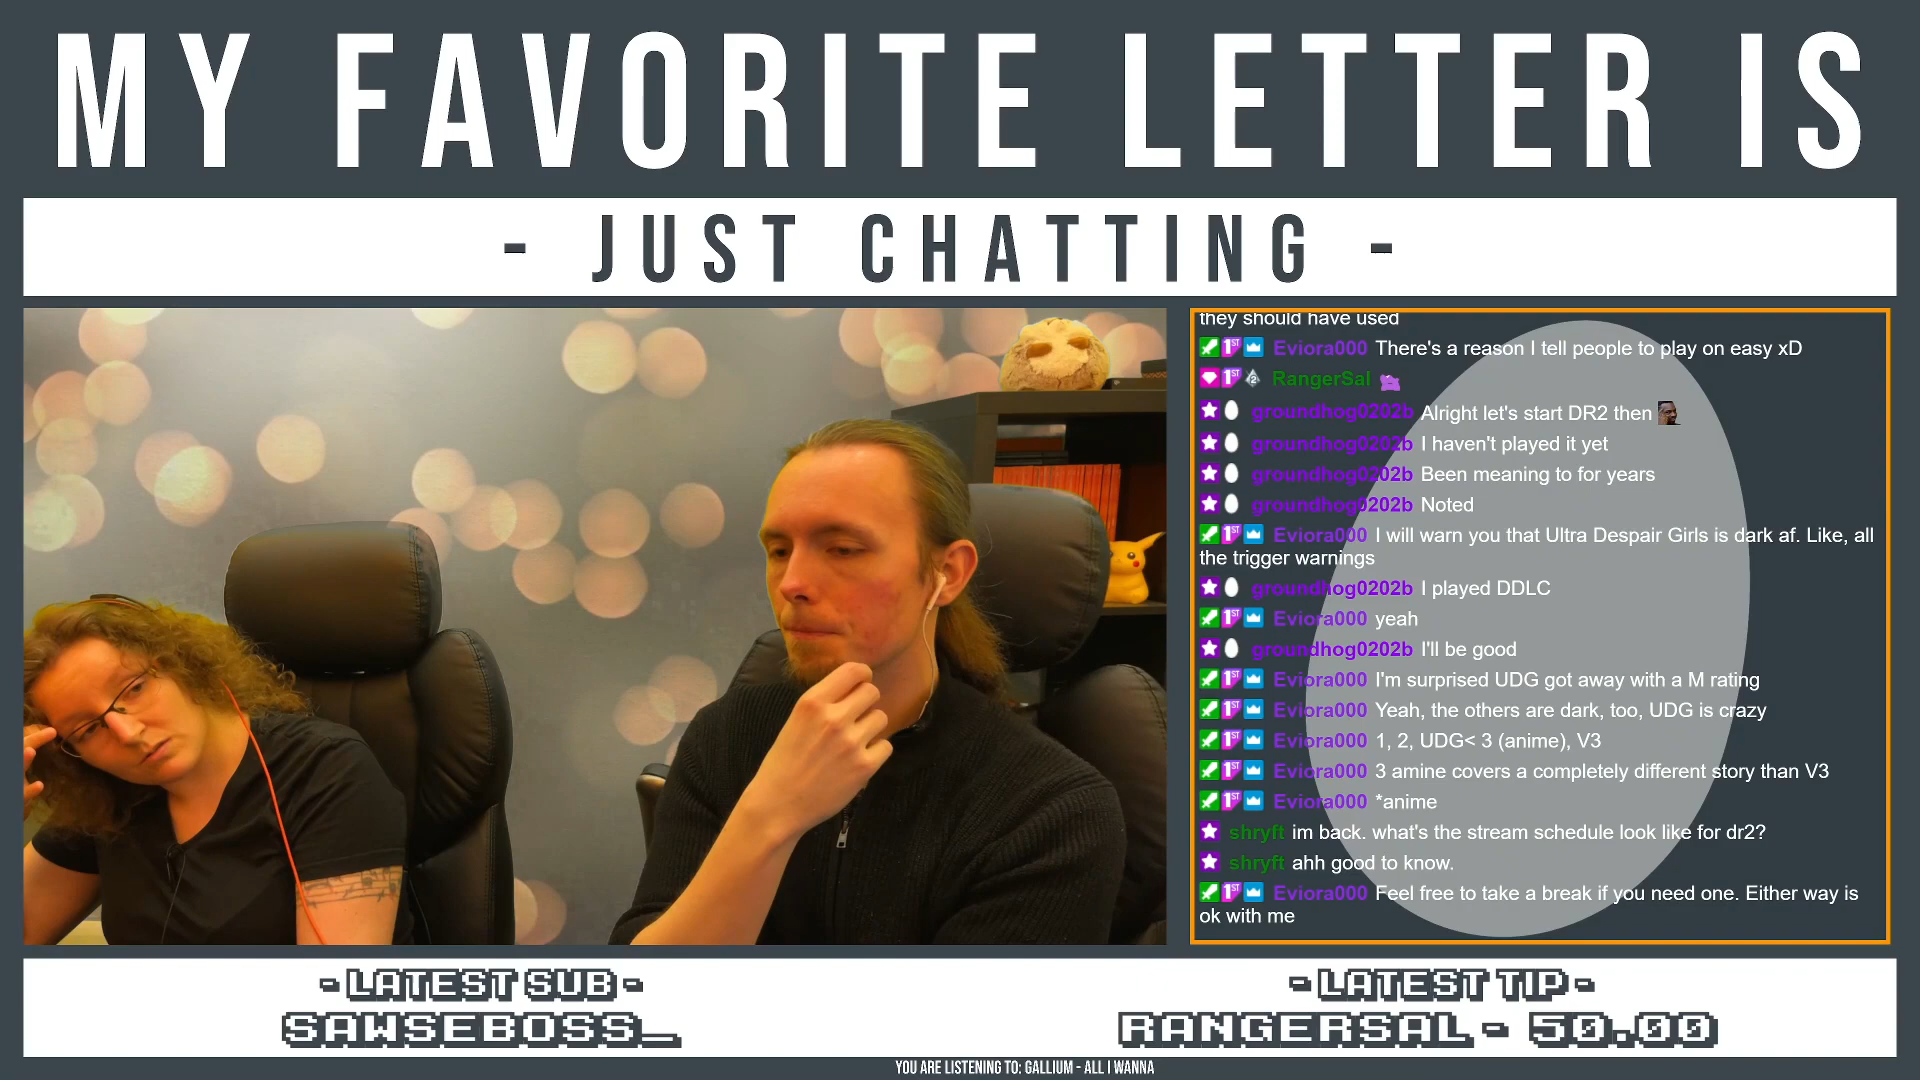 MY FAVORITE LETTER IS
- JUST CHATTING -
they should have used
Eviora000 There's a reason I tell people to play on easy xD
RangerSal
groundhog0202b Alright let's start DR2 then
groundhog0202b I haven't played it yet
groundhog0202b Been meaning to for years
groundhog0202b Noted
Eviora000 I will warn you that Ultra Despair Girls is dark af. Like, all
the trigger warnings
groundhog0202b I played DDLC
Eviora000 yeah
groundhog0202b I'll be good
Eviora000 I'm surprised UDG got away with a M rating
Eviora000 Yeah, the others are dark, too, UDG is crazy
Eviora000 1, 2, UDG< 3 (anime), V3
Eviora000 3 amine covers a completely different story than V3
Eviora000 *anime
shryft im back. what's the stream schedule look like for dr2?
shryft ahh good to know.
Eviora000 Feel free to take a break if you need one. Either way is
ok with me
- LATEST SUB -
SAWSEBOSS_
- LATEST TIP -
RANGERSAL - 50.00
YOU ARE LISTENING TO: GALLIUM - ALL I WANNA